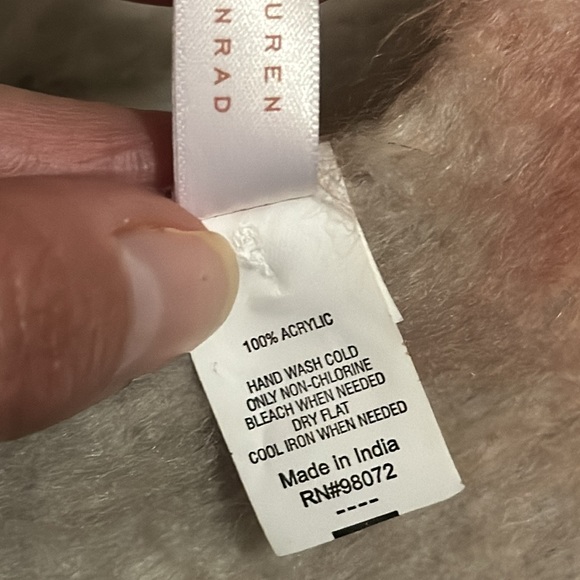 UREN
NRAD
100% ACRYLIC
HAND WASH COLD
ONLY NON-CHLORINE
BLEACH WHEN NEEDED
DRY FLAT
COOL IRON WHEN NEEDED
Made in India
RN#98072
----